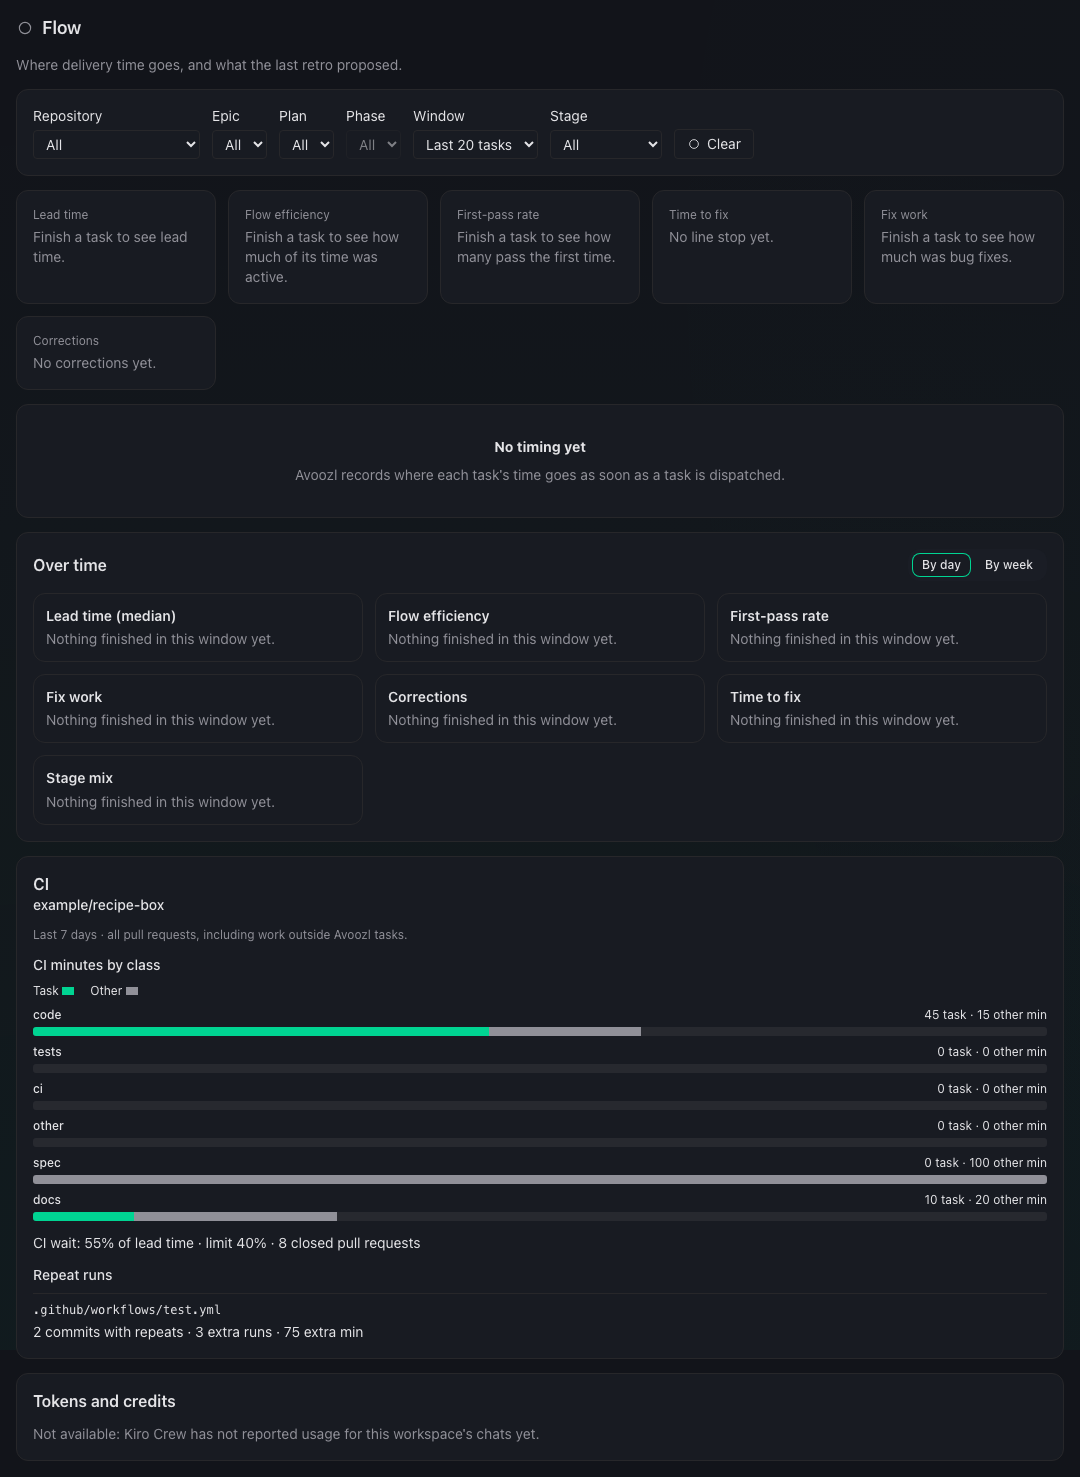 Flow
Where delivery time goes, and what the last retro proposed.
Repository Epic Plan Phase Window Stage
All All All All Last 20 tasks All Clear
Lead time
Finish a task to see lead
time.
Flow efficiency
Finish a task to see how
much of its time was
active.
First-pass rate
Finish a task to see how
many pass the first time.
Time to fix
No line stop yet.
Fix work
Finish a task to see how
much was bug fixes.
Corrections
No corrections yet.
No timing yet
Avoozl records where each task's time goes as soon as a task is dispatched.
Over time By day By week
Lead time (median)
Nothing finished in this window yet.
Flow efficiency
Nothing finished in this window yet.
First-pass rate
Nothing finished in this window yet.
Fix work
Nothing finished in this window yet.
Corrections
Nothing finished in this window yet.
Time to fix
Nothing finished in this window yet.
Stage mix
Nothing finished in this window yet.
CI
example/recipe-box
Last 7 days · all pull requests, including work outside Avoozl tasks.
CI minutes by class
Task Other
code 45 task · 15 other min
tests 0 task · 0 other min
ci 0 task · 0 other min
other 0 task · 0 other min
spec 0 task · 100 other min
docs 10 task · 20 other min
CI wait: 55% of lead time · limit 40% · 8 closed pull requests
Repeat runs
.github/workflows/test.yml
2 commits with repeats · 3 extra runs · 75 extra min
Tokens and credits
Not available: Kiro Crew has not reported usage for this workspace's chats yet.